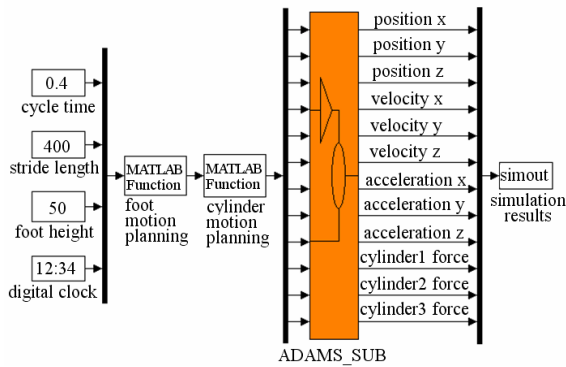 0.4
cycle time
400
stride length
50
foot height
12:34
digital clock
MATLAB
Function
foot
motion
planning
MATLAB
Function
cylinder
motion
planning
ADAMS_SUB
position x
position y
position z
velocity x
velocity y
velocity z
acceleration x
acceleration y
acceleration z
cylinder1 force
cylinder2 force
cylinder3 force
simout
simulation
results